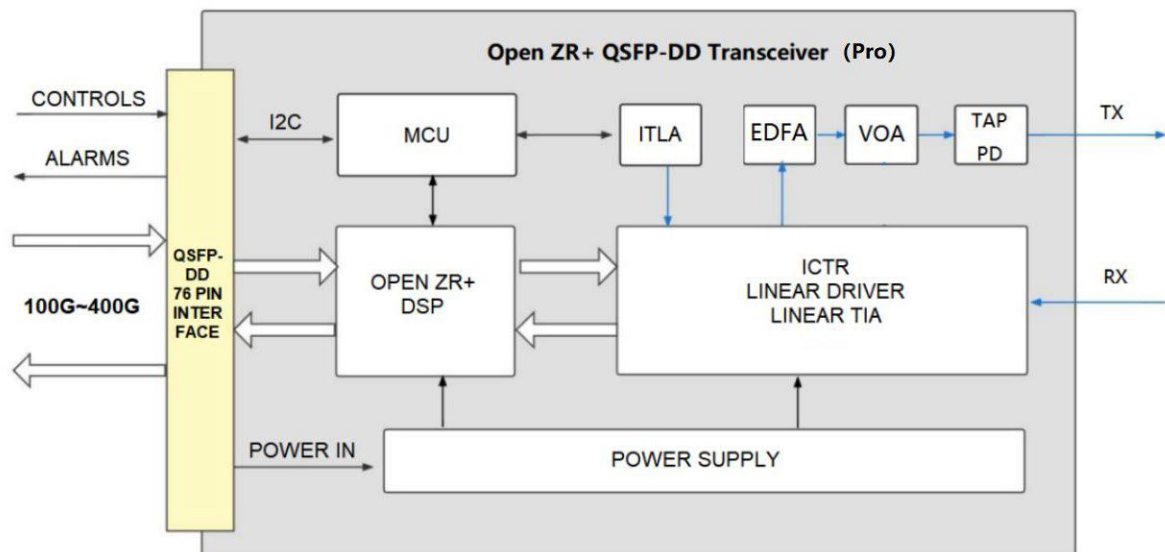 Open ZR+ QSFP-DD Transceiver（Pro）
CONTROLS
ALARMS
100G~400G
QSFP-
DD
76 PIN
INTER
FACE
I2C
MCU
ITLA
EDFA
VOA
TAP
PD
TX
OPEN ZR+
DSP
ICTR
LINEAR DRIVER
LINEAR TIA
RX
POWER IN
POWER SUPPLY